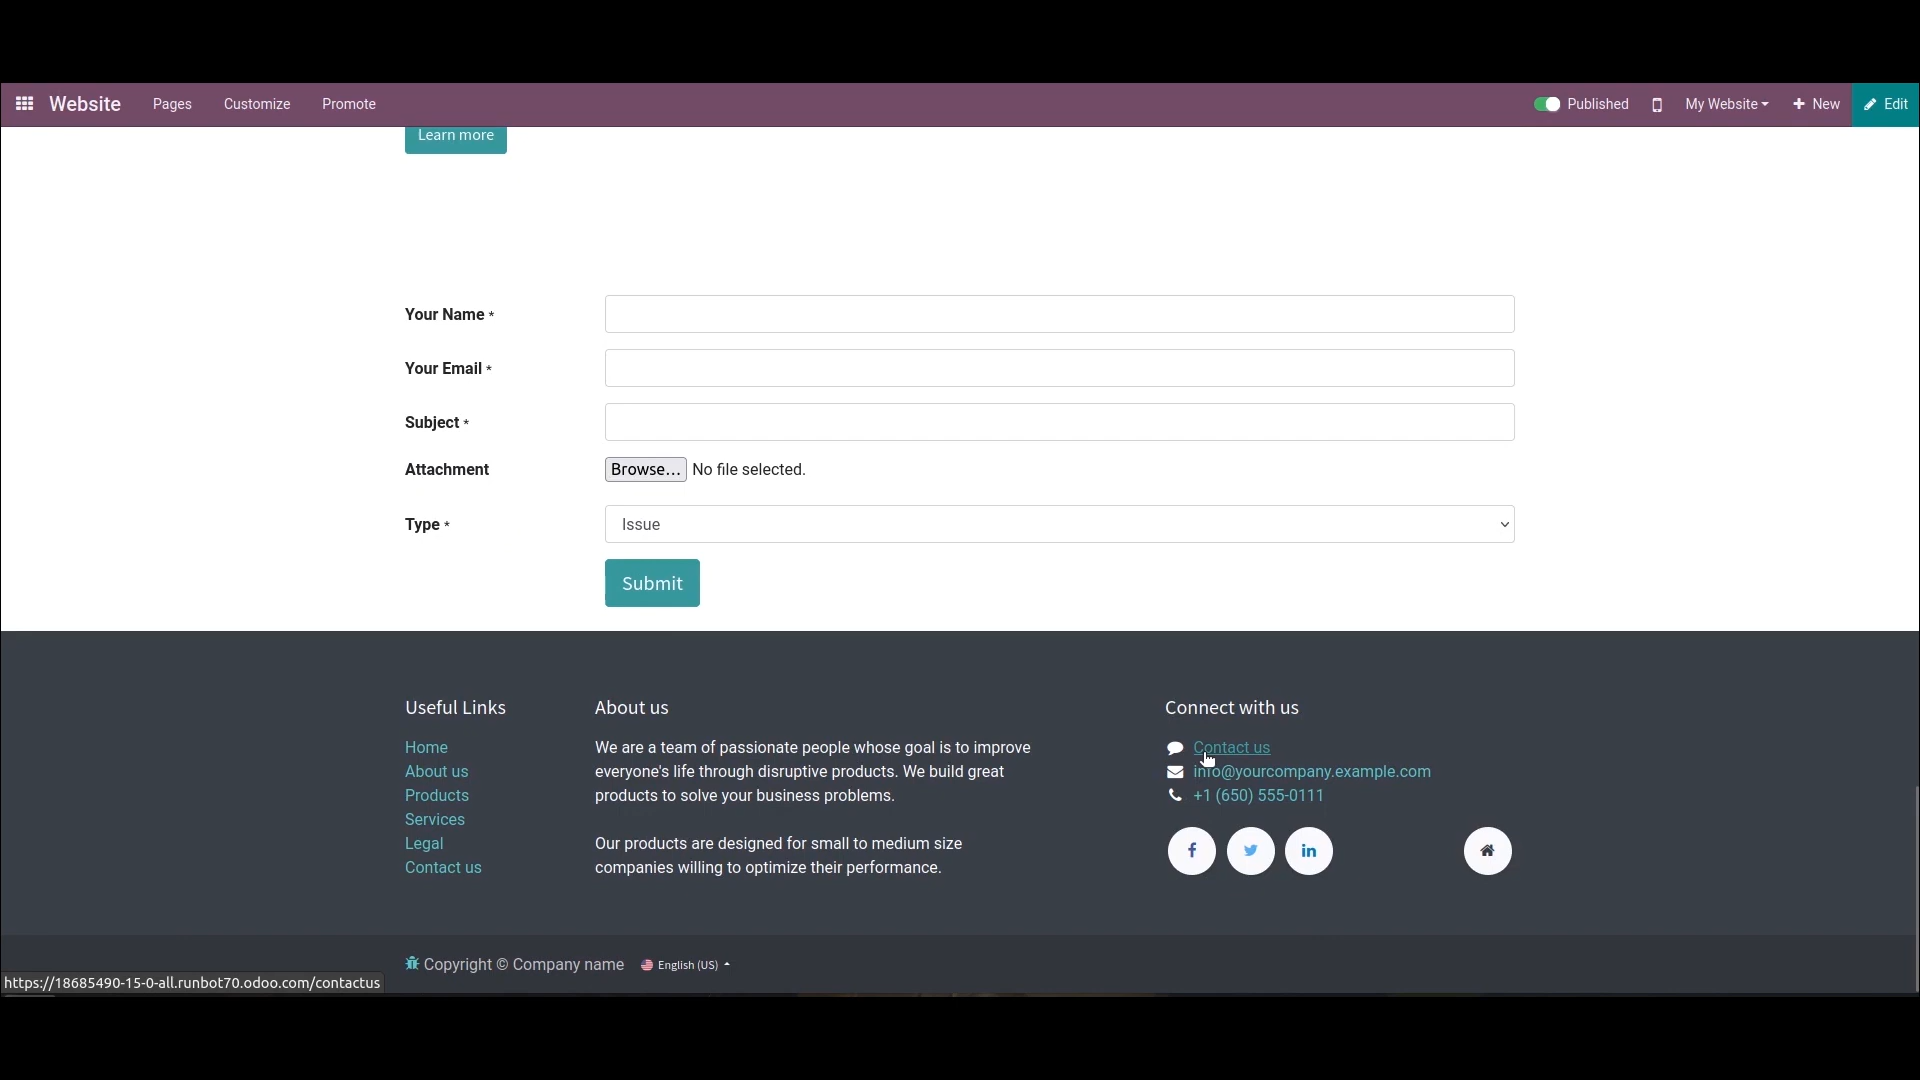 Website Pages Customize Promote Published My Website + New Edit
Learn more
Your Name *
Your Email *
Subject *
Attachment Browse... No file selected.
Type * Issue
Submit
Useful Links
Home
About us
Products
Services
Legal
Contact us
About us
We are a team of passionate people whose goal is to improve
everyone's life through disruptive products. We build great
products to solve your business problems.
Our products are designed for small to medium size
companies willing to optimize their performance.
Connect with us
Contact us
info@yourcompany.example.com
+1 (650) 555-0111
Copyright © Company name English (US)
https://18685490-15-0-all.runbot70.odoo.com/contactus